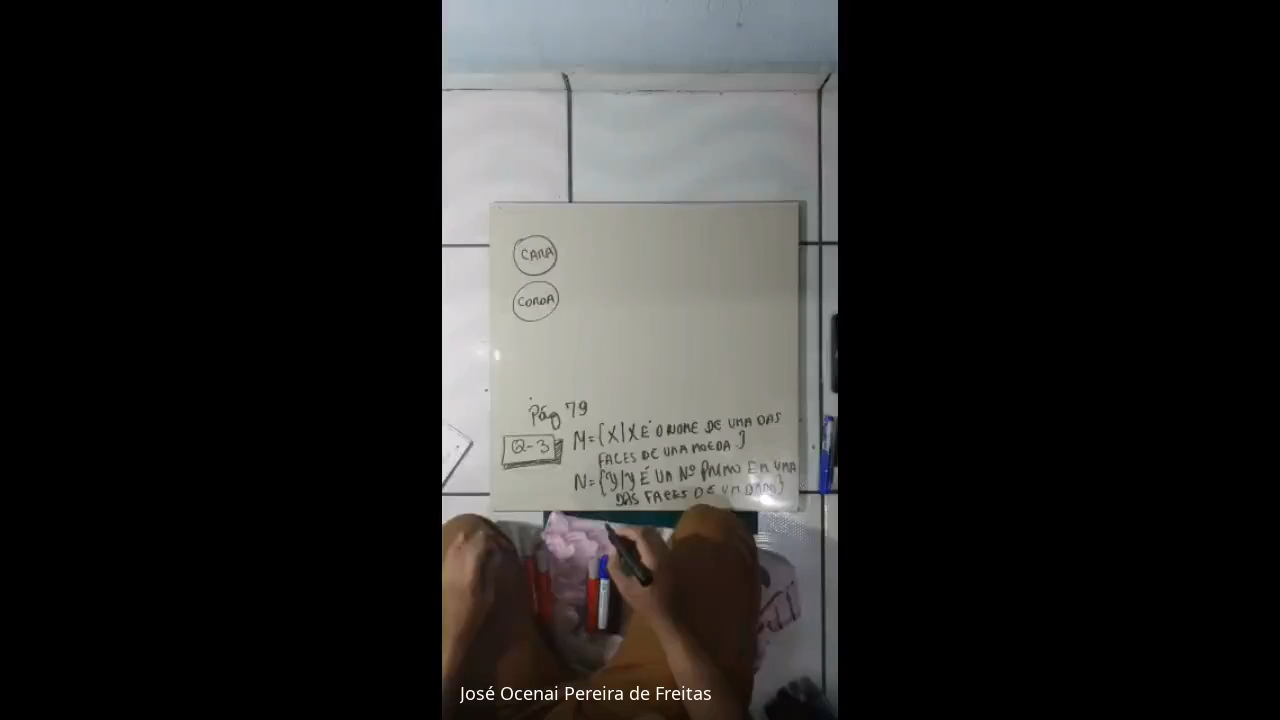 CARA
COROA
Pág 79
Q-3
M={X/X É O NOME DE UMA DAS
FACES DE UMA MOEDA.}
N={Y/Y É UM Nº PRIMO EM UMA
DAS FACES DE UM DADO}
José Ocenai Pereira de Freitas